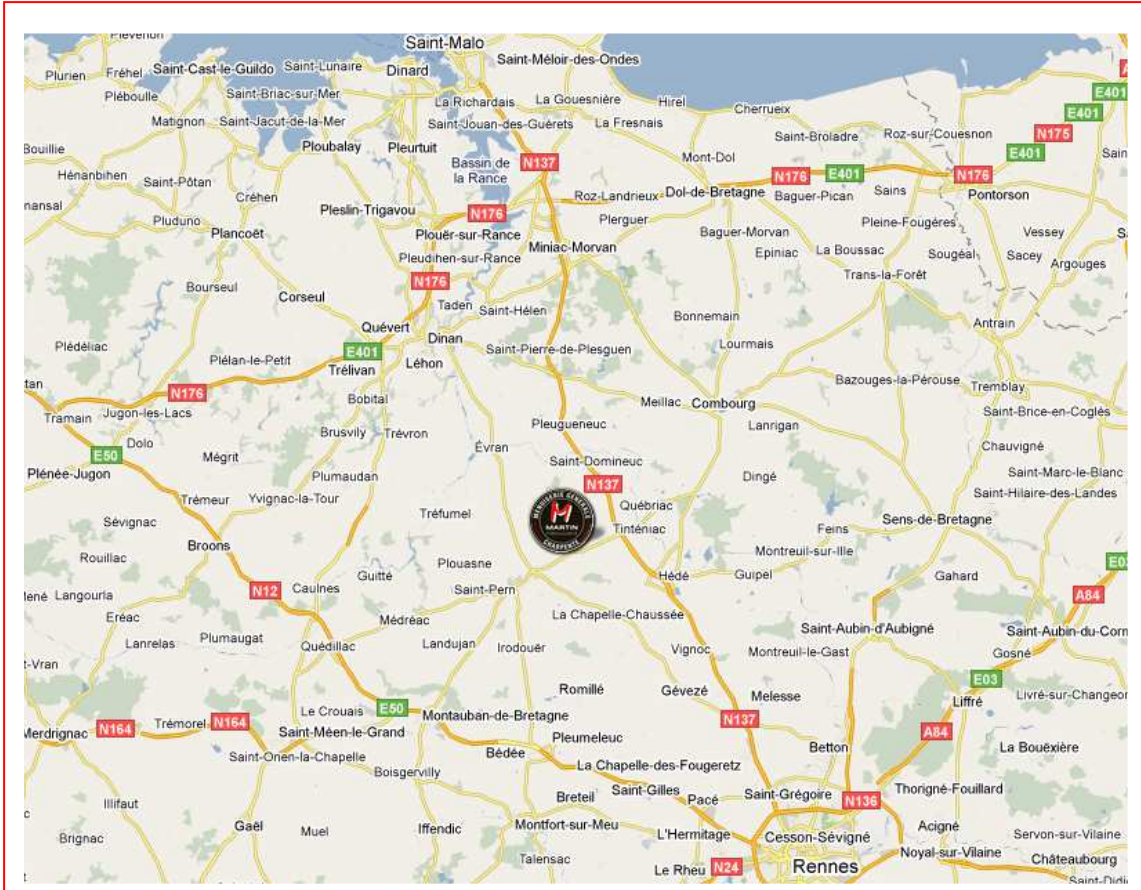 Plévenon
Saint-Malo
Saint-Méloir-des-Ondes
Plurien
Fréhel
Saint-Cast-le-Guildo
Saint-Lunaire
Dinard
E401
Pléboulle
Saint-Briac-sur-Mer
La Richardais
La Gouesnière
Hirel
Cherrueix
E401
Matignon
Saint-Jacut-de-la-Mer
Saint-Jouan-des-Guérets
La Fresnais
Saint-Broladre
Roz-sur-Couesnon
N175
Bouillie
Ploubalay
Pleurtuit
Bassin de
la Rance
N137
Mont-Dol
E401
Hénanbihen
Saint-Pôtan
N176
E401
N176
Créhen
Roz-Landrieux
Dol-de-Bretagne
Baguer-Pican
Sains
Pontorson
Pleslin-Trigavou
N176
Pluduno
Plancoët
Plouër-sur-Rance
Plerguer
Baguer-Morvan
Pleine-Fougères
Vessey
Miniac-Morvan
Epiniac
La Boussac
Sougéal
Sacey
Argouges
Pleudihen-sur-Rance
Trans-la-Forêt
N176
Bourseul
Corseul
Taden
Saint-Hélen
Bonnemain
Antrain
Quévert
Dinan
Plédéliac
Plélan-le-Petit
E401
Saint-Pierre-de-Plesguen
Lourmais
Trélivan
Léhon
Bazouges-la-Pérouse
Tremblay
N176
Bobital
Meillac
Combourg
Tramain
Jugon-les-Lacs
Saint-Brice-en-Coglès
Pleugueneuc
Lanrigan
Brusvily
Trévron
Dolo
E50
Évran
Chauvigné
Mégrit
Saint-Domineuc
Plénée-Jugon
Plumaudan
Dingé
Saint-Marc-le-Blanc
N137
Trémeur
Yvignac-la-Tour
Saint-Hilaire-des-Landes
Tréfumel
MENUISERIE GÉNÉRALE
MARTIN
CHARPENTE
Québriac
Sévignac
Tinténiac
Feins
Sens-de-Bretagne
Broons
Rouillac
Plouasne
Montreuil-sur-Ille
Guitté
Hédé
Guipel
Gahard
N12
Caulnes
Saint-Pern
A84
Langourla
Eréac
Médréac
La Chapelle-Chaussée
Saint-Aubin-d'Aubigné
Lanrelas
Plumaugat
Quédillac
Landujan
Irodouër
Vignoc
Montreuil-le-Gast
Gosné
Romillé
Gévezé
Melesse
E03
Liffré
Le Crouais
E50
Montauban-de-Bretagne
N137
N164
Trémorel
N164
Merdrignac
Saint-Méen-le-Grand
Pleumeleuc
Betton
A84
La Bouëxière
Saint-Onen-la-Chapelle
Bédée
Boisgervilly
La Chapelle-des-Fougeretz
Illifaut
Breteil
Saint-Gilles
Pacé
Saint-Grégoire
N136
Thorigné-Fouillard
Gaël
Muel
Iffendic
Montfort-sur-Meu
L'Hermitage
Cesson-Sévigné
Acigné
Servon-sur-Vilaine
Brignac
Talensac
Le Rheu
N24
Rennes
Noyal-sur-Vilaine
Châteaubourg